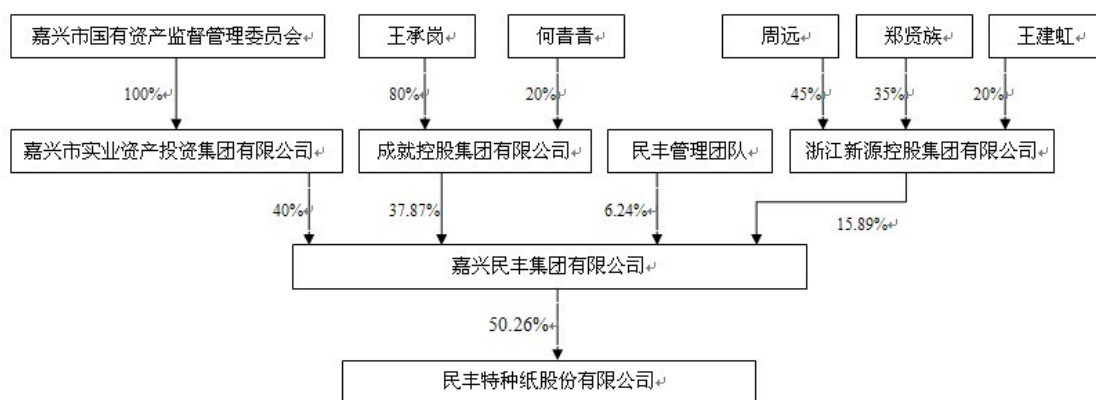 嘉兴市国有资产监督管理委员会
王承岗
何青青
周远
郑贤族
王建虹
100%
80%
20%
45%
35%
20%
嘉兴市实业资产投资集团有限公司
成就控股集团有限公司
民丰管理团队
浙江新源控股集团有限公司
40%
37.87%
6.24%
15.89%
嘉兴民丰集团有限公司
50.26%
民丰特种纸股份有限公司